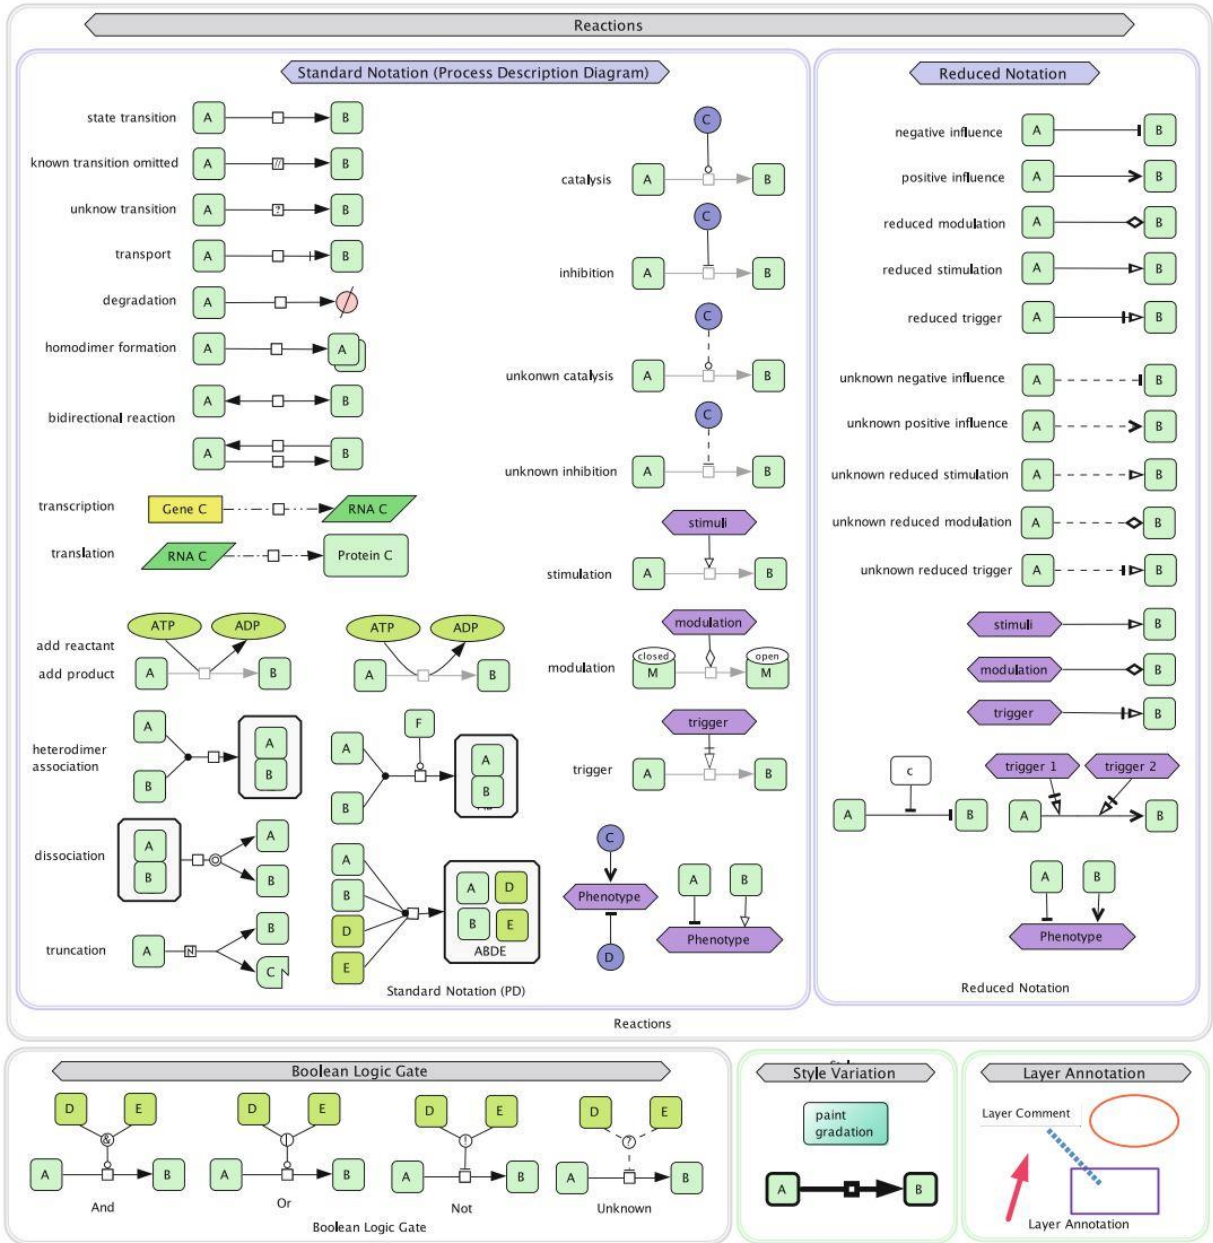 Reactions
Standard Notation (Process Description Diagram)
state transition
A
B
known transition omitted
A
//
B
unknow transition
A
?
B
transport
A
B
degradation
A
homodimer formation
A
A
bidirectional reaction
A
B
A
B
transcription
Gene C
RNA C
translation
RNA C
Protein C
ATP
ADP
add reactant
add product
A
B
ATP
ADP
A
B
heterodimer
association
A
B
A
B
F
A
B
A
B
dissociation
A
B
A
B
A
B
D
E
A
D
B
E
ABDE
truncation
A
N
B
C
Standard Notation (PD)
C
catalysis
A
B
C
inhibition
A
B
C
unkonwn catalysis
A
B
C
unknown inhibition
A
B
stimuli
stimulation
A
B
modulation
modulation
closed
M
open
M
trigger
trigger
A
B
C
Phenotype
D
A
B
Phenotype
Reduced Notation
negative influence
A
B
positive influence
A
B
reduced modulation
A
B
reduced stimulation
A
B
reduced trigger
A
B
unknown negative influence
A
B
unknown positive influence
A
B
unknown reduced stimulation
A
B
unknown reduced modulation
A
B
unknown reduced trigger
A
B
stimuli
B
modulation
B
trigger
B
c
A
B
trigger 1
trigger 2
A
B
A
B
Phenotype
Reduced Notation
Reactions
Boolean Logic Gate
D
E
&
A
B
And
D
E
|
A
B
Or
D
E
!
A
B
Not
D
E
?
A
B
Unknown
Boolean Logic Gate
Style Variation
paint
gradation
A
B
Layer Annotation
Layer Comment
Layer Annotation